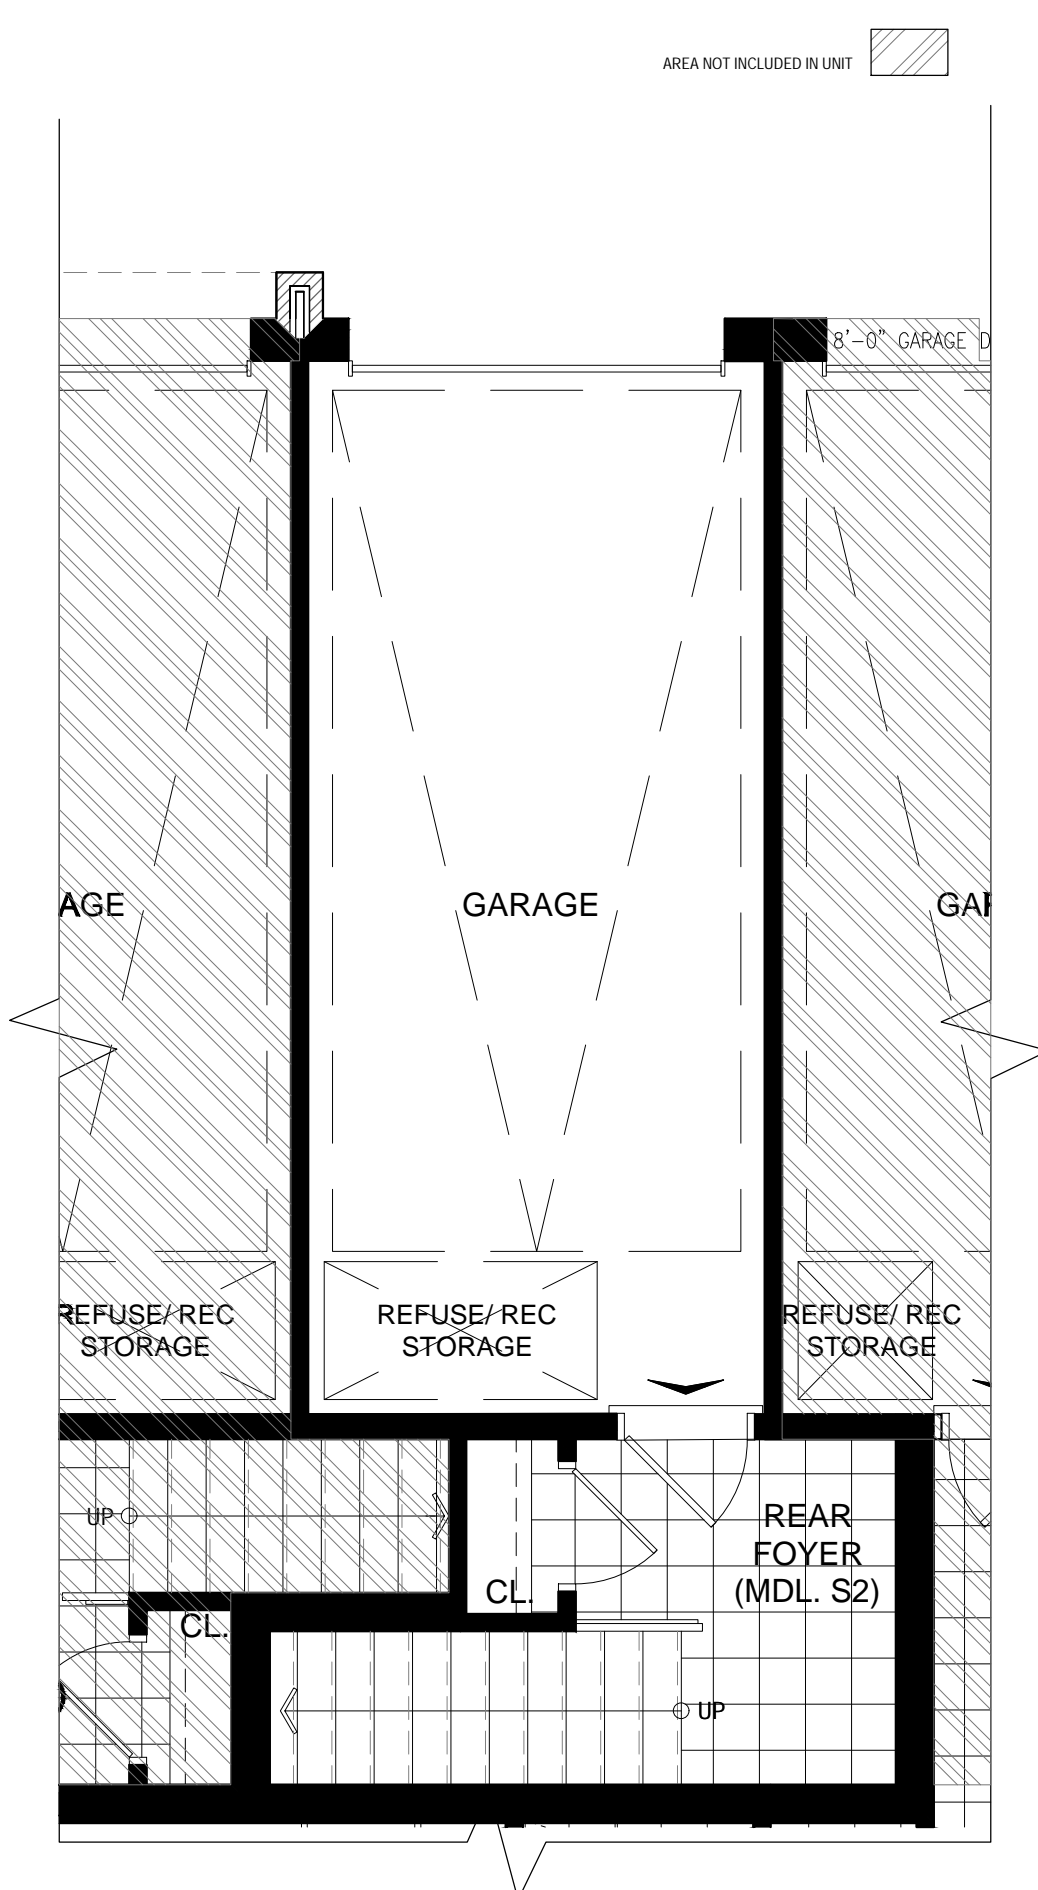 AREA NOT INCLUDED IN UNIT
8'-0" GARAGE D
AGE
GARAGE
GAR
REFUSE/ REC
STORAGE
REFUSE/ REC
STORAGE
REFUSE/ REC
STORAGE
UP
REAR
FOYER
(MDL. S2)
CL.
CL.
UP